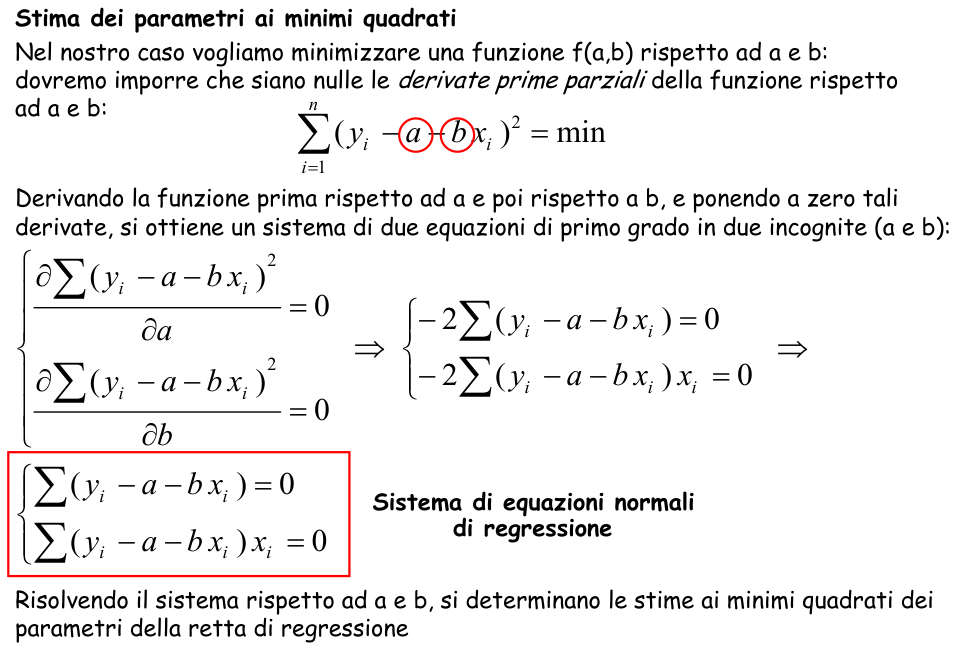 Stima dei parametri ai minimi quadrati
Nel nostro caso vogliamo minimizzare una funzione f(a,b) rispetto ad a e b:
dovremo imporre che siano nulle le derivate prime parziali della funzione rispetto
ad a e b:
\sum_{i=1}^{n} (y_i - a - b x_i)^2 = min
Derivando la funzione prima rispetto ad a e poi rispetto a b, e ponendo a zero tali
derivate, si ottiene un sistema di due equazioni di primo grado in due incognite (a e b):
∂∑(y_i - a - b x_i)^2 / ∂a = 0
∂∑(y_i - a - b x_i)^2 / ∂b = 0
⇒
-2∑(y_i - a - b x_i) = 0
-2∑(y_i - a - b x_i) x_i = 0
⇒
∑(y_i - a - b x_i) = 0
∑(y_i - a - b x_i) x_i = 0
Sistema di equazioni normali
di regressione
Risolvendo il sistema rispetto ad a e b, si determinano le stime ai minimi quadrati dei
parametri della retta di regressione